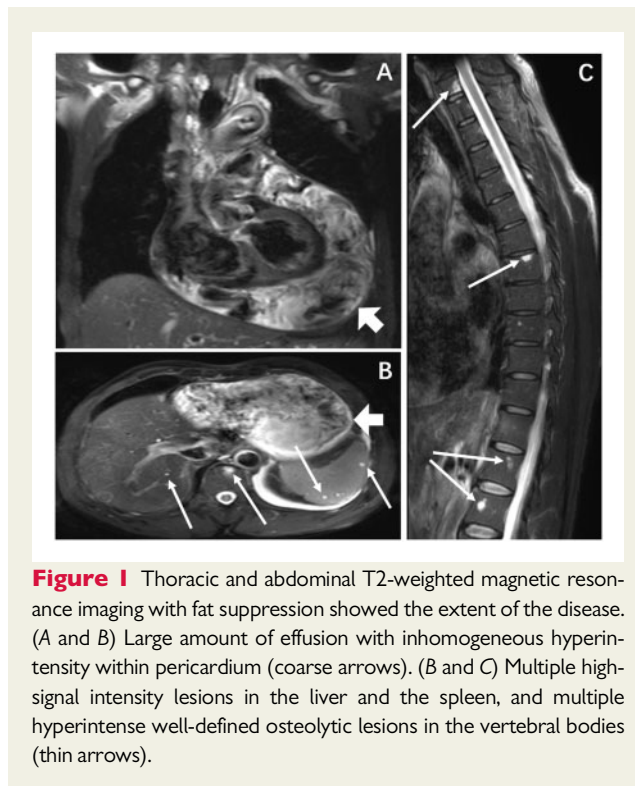 A
C
B
Figure 1 Thoracic and abdominal T2-weighted magnetic reson-
ance imaging with fat suppression showed the extent of the disease.
(A and B) Large amount of effusion with inhomogeneous hyperin-
tensity within pericardium (coarse arrows). (B and C) Multiple high-
signal intensity lesions in the liver and the spleen, and multiple
hyperintense well-defined osteolytic lesions in the vertebral bodies
(thin arrows).